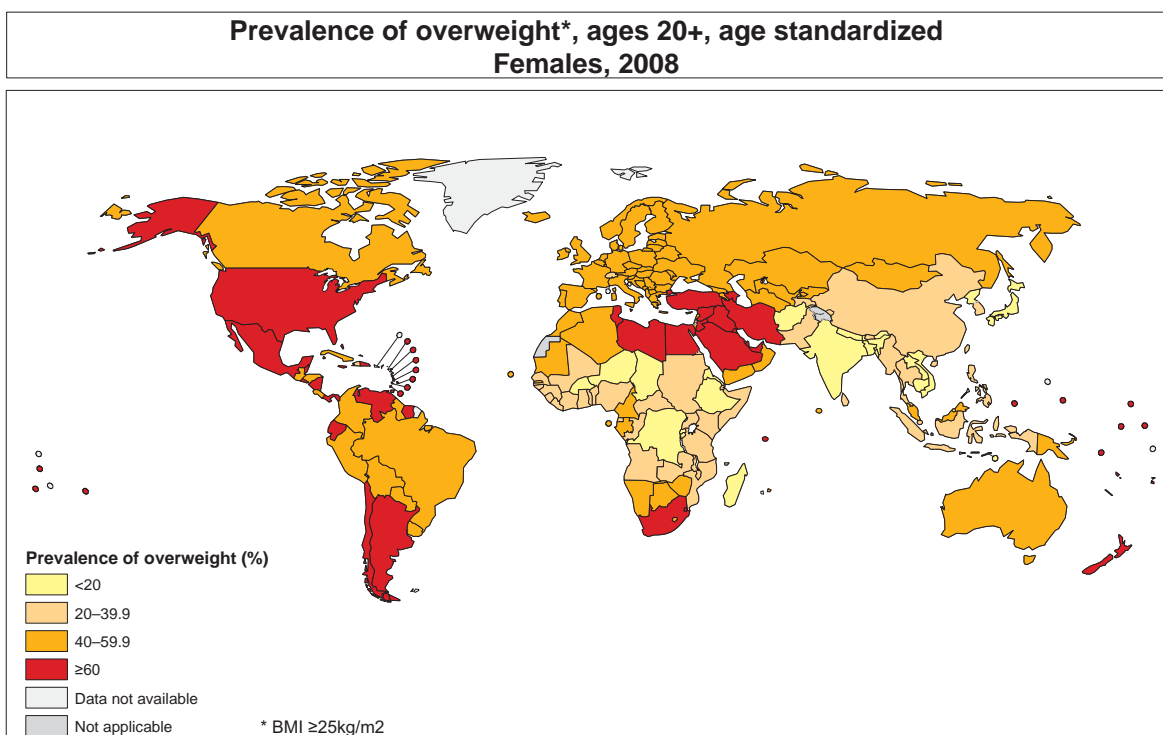 Prevalence of overweight*, ages 20+, age standardized
Females, 2008
Prevalence of overweight (%)
<20
20–39.9
40–59.9
≥60
Data not available
Not applicable
* BMI ≥25kg/m2